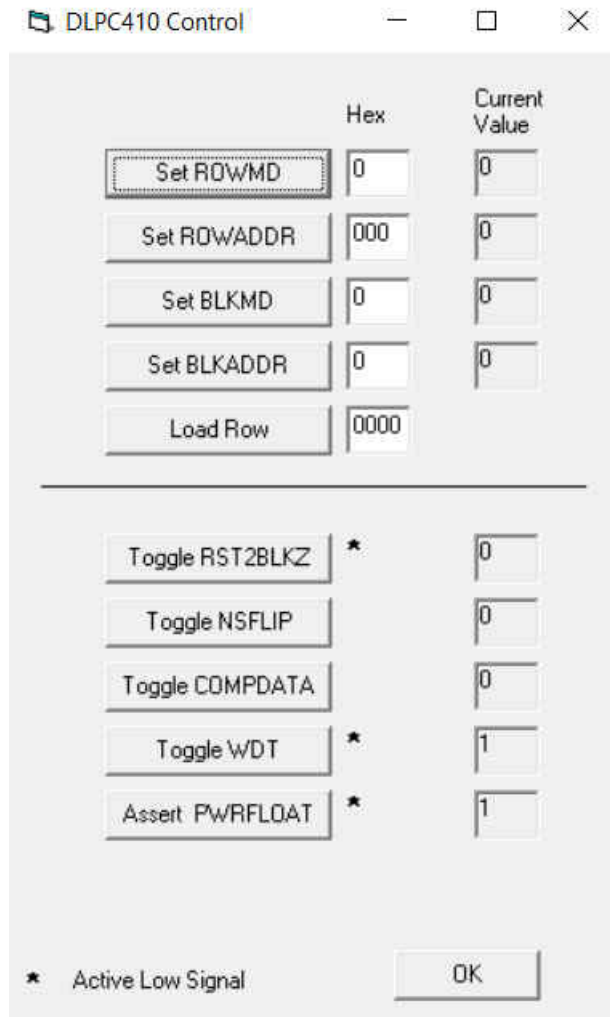 DLPC410 Control
Hex Current
Value
Set ROWMD 0 0
Set ROWADDR 000 0
Set BLKMD 0 0
Set BLKADDR 0 0
Load Row 0000
Toggle RST2BLKZ * 0
Toggle NSFLIP 0
Toggle COMPDATA 0
Toggle WDT * 1
Assert PWRFLOAT * 1
* Active Low Signal OK